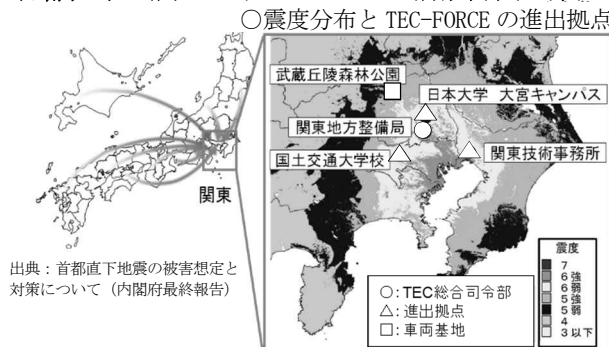 ○震度分布と TEC-FORCE の進出拠点
武蔵丘陵森林公園
日本大学 大宮キャンパス
関東地方整備局
国土交通大学校
関東技術事務所
関東
出典：首都直下地震の被害想定と
対策について（内閣府最終報告）
○:TEC総合司令部
△:進出拠点
□:車両基地
震度
7
6強
6弱
5強
5弱
4
3以下